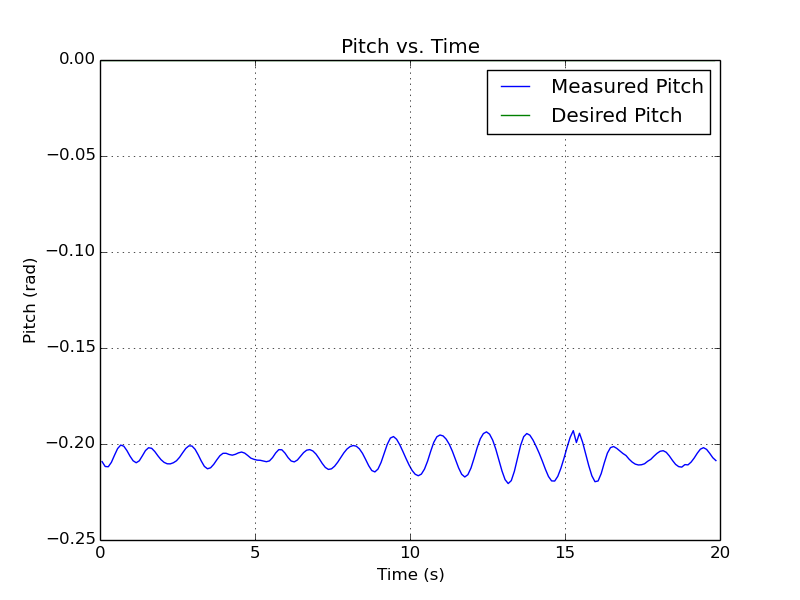 Pitch vs. Time
Measured Pitch
Desired Pitch
0.00
−0.05
−0.10
−0.15
−0.20
−0.25
Pitch (rad)
0 5 10 15 20
Time (s)